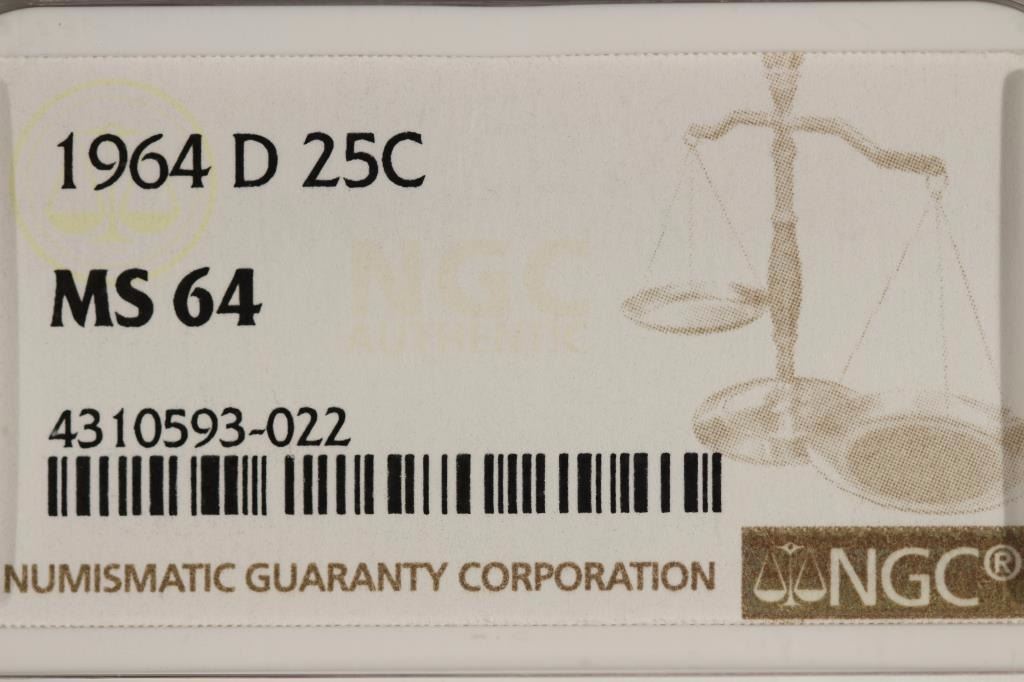 1964 D 25C
MS 64
NGC
AUTHENTIC
4310593-022
NUMISMATIC GUARANTY CORPORATION
NGC®